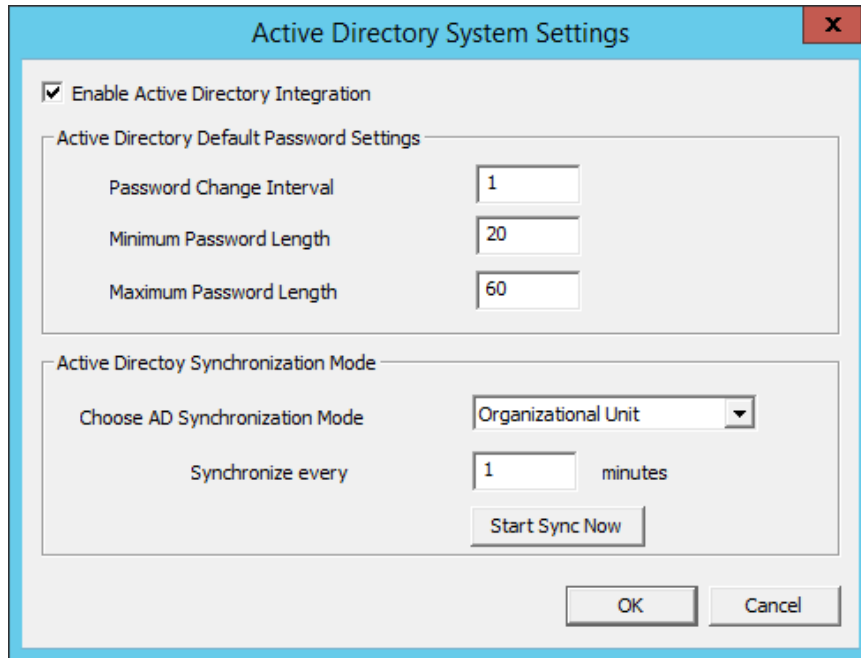 Active Directory System Settings
x
Enable Active Directory Integration
Active Directory Default Password Settings
Password Change Interval 1
Minimum Password Length 20
Maximum Password Length 60
Active Directoy Synchronization Mode
Choose AD Synchronization Mode Organizational Unit
Synchronize every 1 minutes
Start Sync Now
OK Cancel